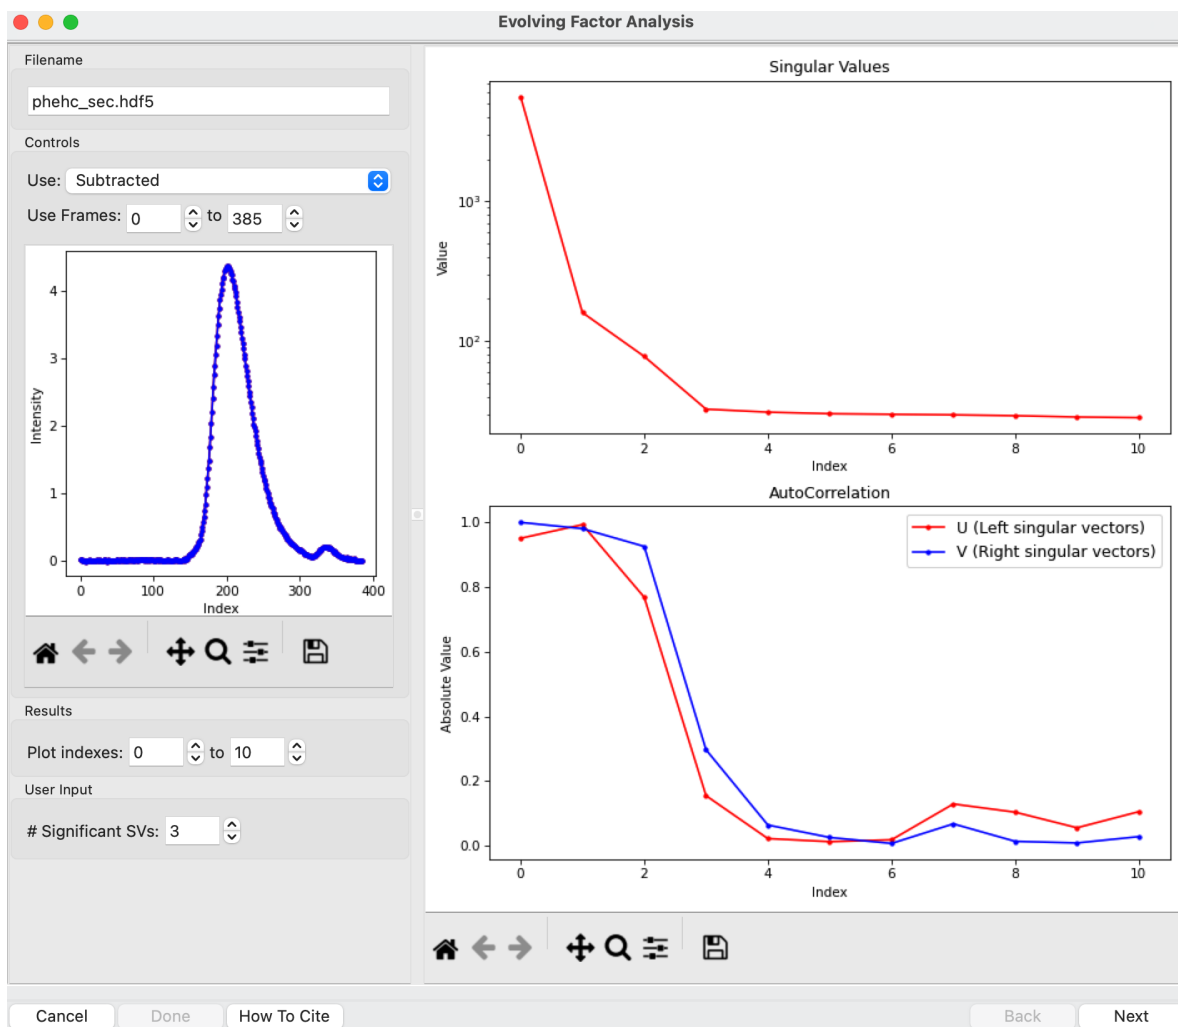 Evolving Factor Analysis
Filename
phehc_sec.hdf5
Controls
Use: Subtracted
Use Frames: 0 to 385
Intensity
4
3
2
1
0
0 100 200 300 400
Index
Results
Plot indexes: 0 to 10
User Input
# Significant SVs: 3
Singular Values
Value
10³
10²
0 2 4 6 8 10
Index
AutoCorrelation
Absolute Value
1.0
0.8
0.6
0.4
0.2
0.0
U (Left singular vectors)
V (Right singular vectors)
0 2 4 6 8 10
Index
Cancel Done How To Cite Back Next